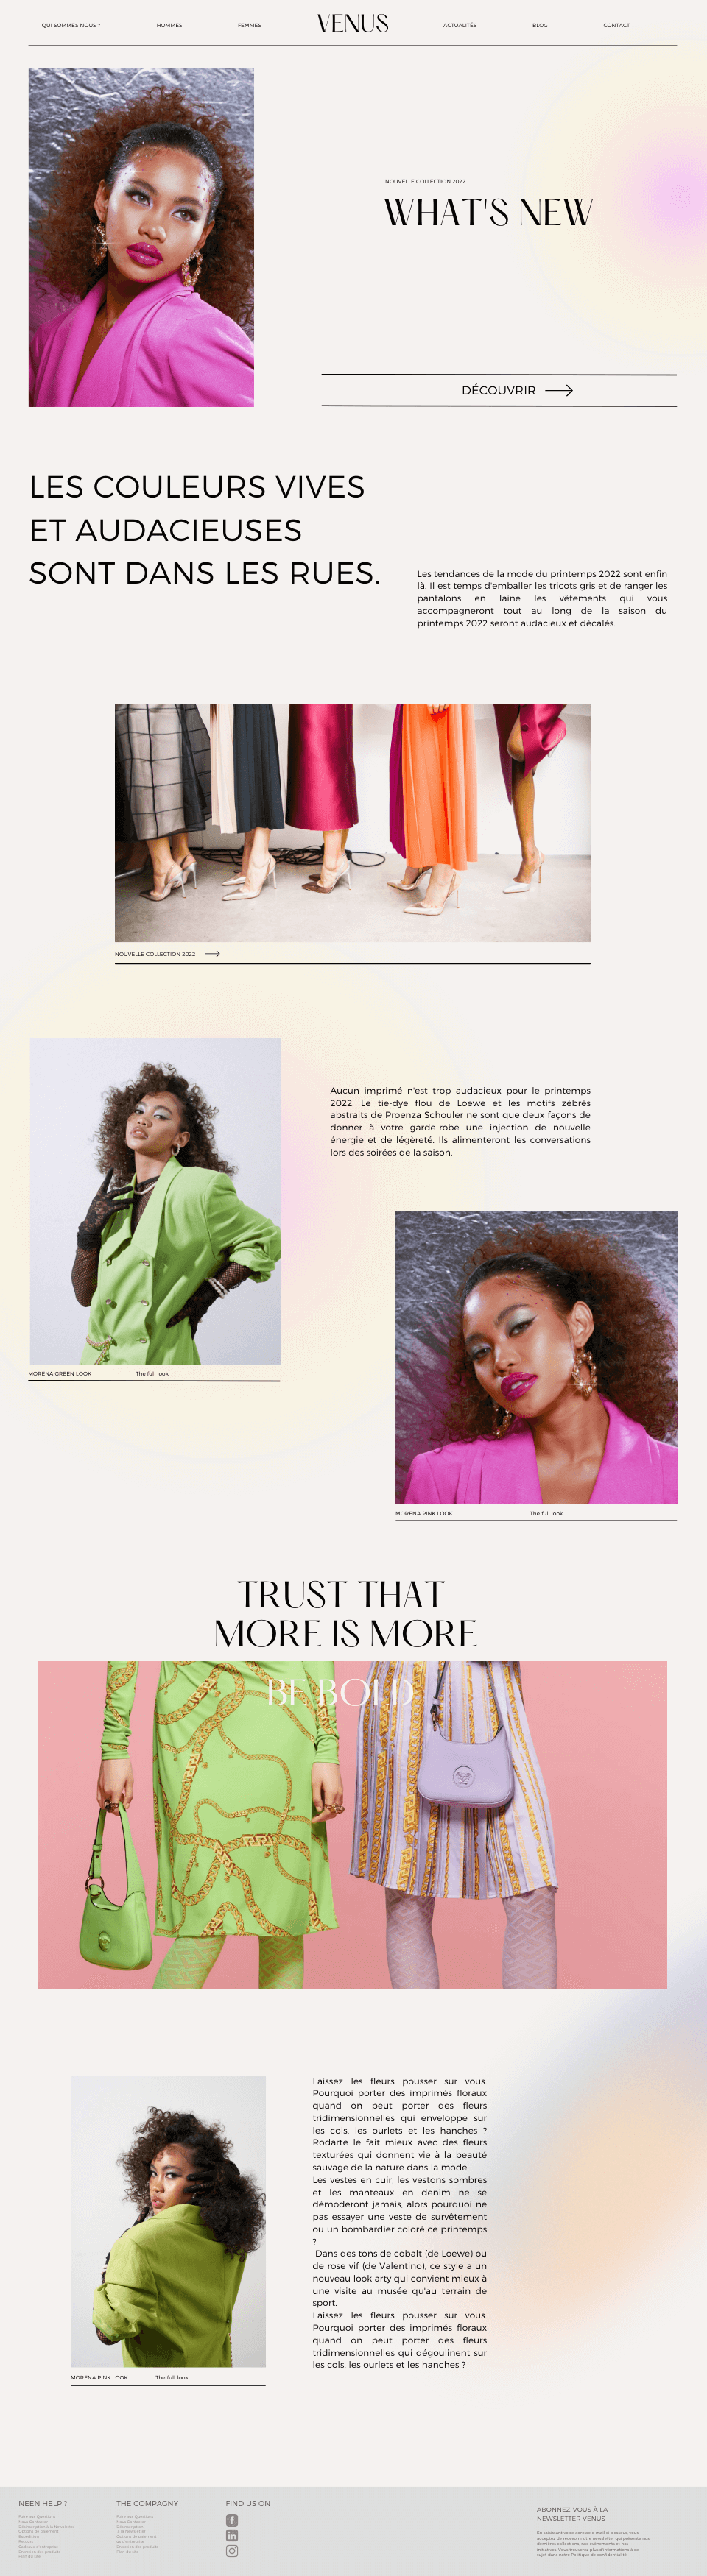 QUI SOMMES NOUS ?
HOMMES
FEMMES
VENUS
ACTUALITÉS
BLOG
CONTACT
NOUVELLE COLLECTION 2022
WHAT'S NEW
DÉCOUVRIR
LES COULEURS VIVES
ET AUDACIEUSES
SONT DANS LES RUES.
Les tendances de la mode du printemps 2022 sont enfin
là. Il est temps d'emballer les tricots gris et de ranger les
pantalons en laine les vêtements qui vous
accompagneront tout au long de la saison du
printemps 2022 seront audacieux et décalés.
NOUVELLE COLLECTION 2022
Aucun imprimé n'est trop audacieux pour le printemps
2022. Le tie-dye flou de Loewe et les motifs zébrés
abstraits de Proenza Schouler ne sont que deux façons de
donner à votre garde-robe une injection de nouvelle
énergie et de légèreté. Ils alimenteront les conversations
lors des soirées de la saison.
MORENA GREEN LOOK
The full look
MORENA PINK LOOK
The full look
TRUST THAT
MORE IS MORE
BE BOLD
Laissez les fleurs pousser sur vous.
Pourquoi porter des imprimés floraux
quand on peut porter des fleurs
tridimensionnelles qui enveloppe sur
les cols, les ourlets et les hanches ?
Rodarte le fait mieux avec des fleurs
texturées qui donnent vie à la beauté
sauvage de la nature dans la mode.
Les vestes en cuir, les vestons sombres
et les manteaux en denim ne se
démoderont jamais, alors pourquoi ne
pas essayer une veste de survêtement
ou un bombardier coloré ce printemps
?
Dans des tons de cobalt (de Loewe) ou
de rose vif (de Valentino), ce style a un
nouveau look arty qui convient mieux à
une visite au musée qu'au terrain de
sport.
Laissez les fleurs pousser sur vous.
Pourquoi porter des imprimés floraux
quand on peut porter des fleurs
tridimensionnelles qui dégoulinent sur
les cols, les ourlets et les hanches ?
MORENA PINK LOOK
The full look
NEEN HELP ?
THE COMPAGNY
FIND US ON
ABONNEZ-VOUS À LA
NEWSLETTER VENUS